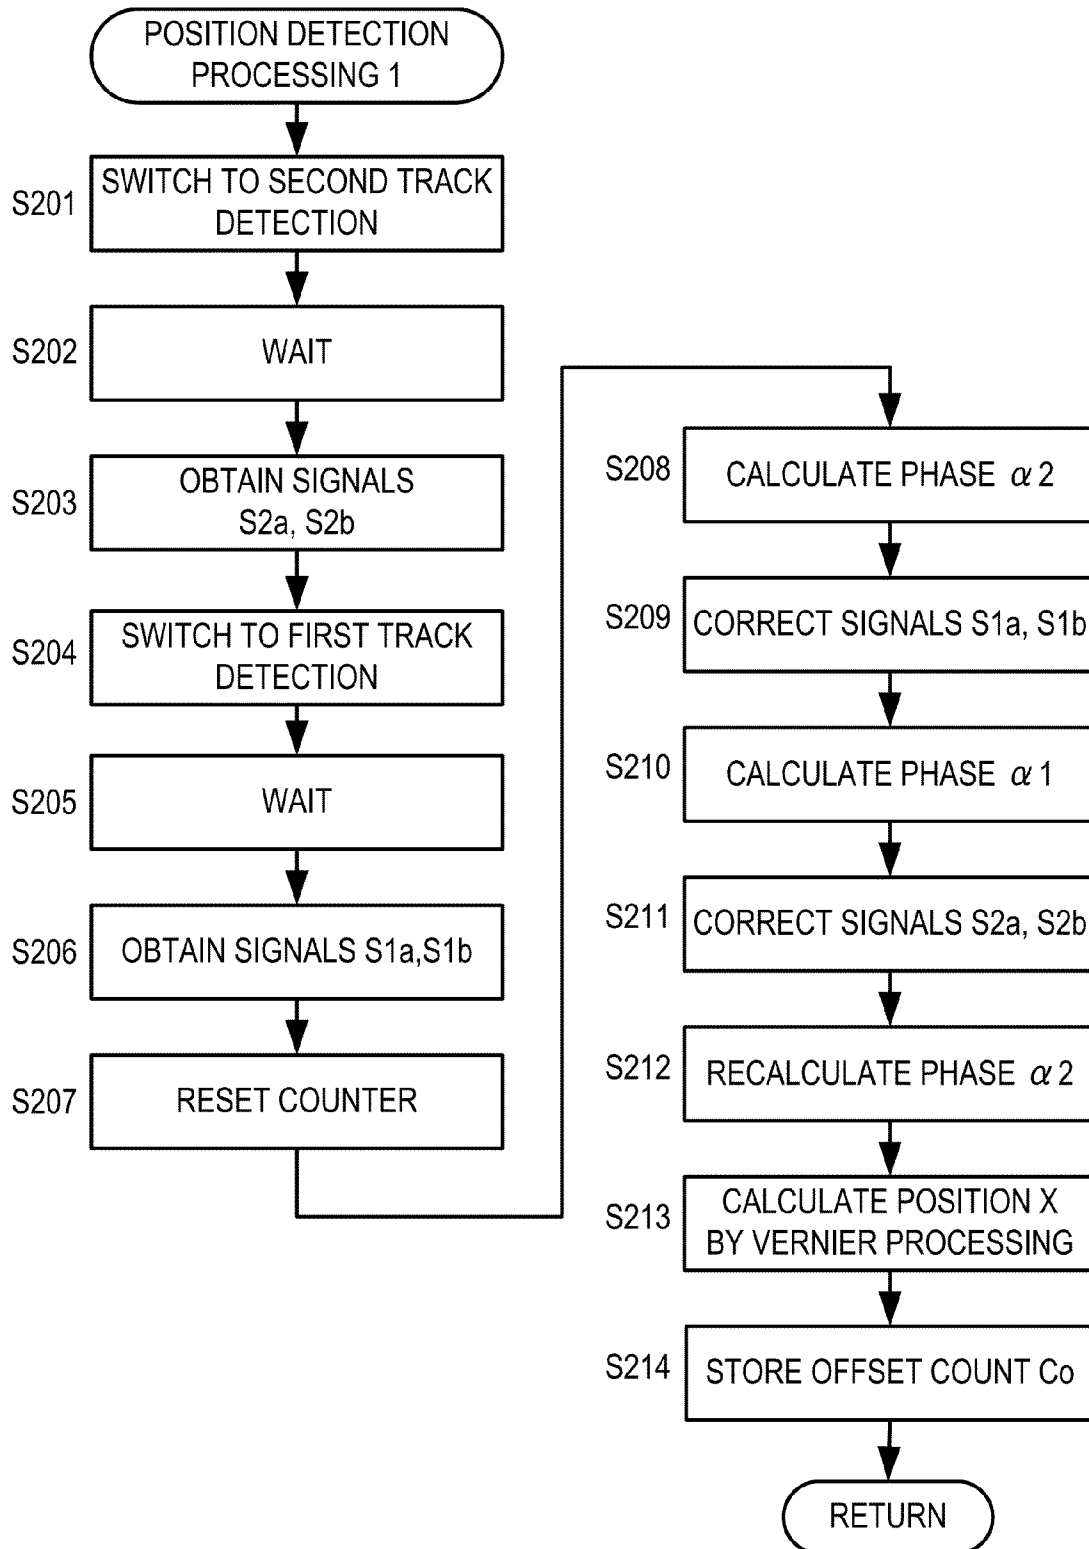 POSITION DETECTION
PROCESSING 1
S201
SWITCH TO SECOND TRACK
DETECTION
S202
WAIT
S203
OBTAIN SIGNALS
S2a, S2b
S204
SWITCH TO FIRST TRACK
DETECTION
S205
WAIT
S206
OBTAIN SIGNALS S1a,S1b
S207
RESET COUNTER
S208
CALCULATE PHASE α2
S209
CORRECT SIGNALS S1a, S1b
S210
CALCULATE PHASE α1
S211
CORRECT SIGNALS S2a, S2b
S212
RECALCULATE PHASE α2
S213
CALCULATE POSITION X
BY VERNIER PROCESSING
S214
STORE OFFSET COUNT Co
RETURN